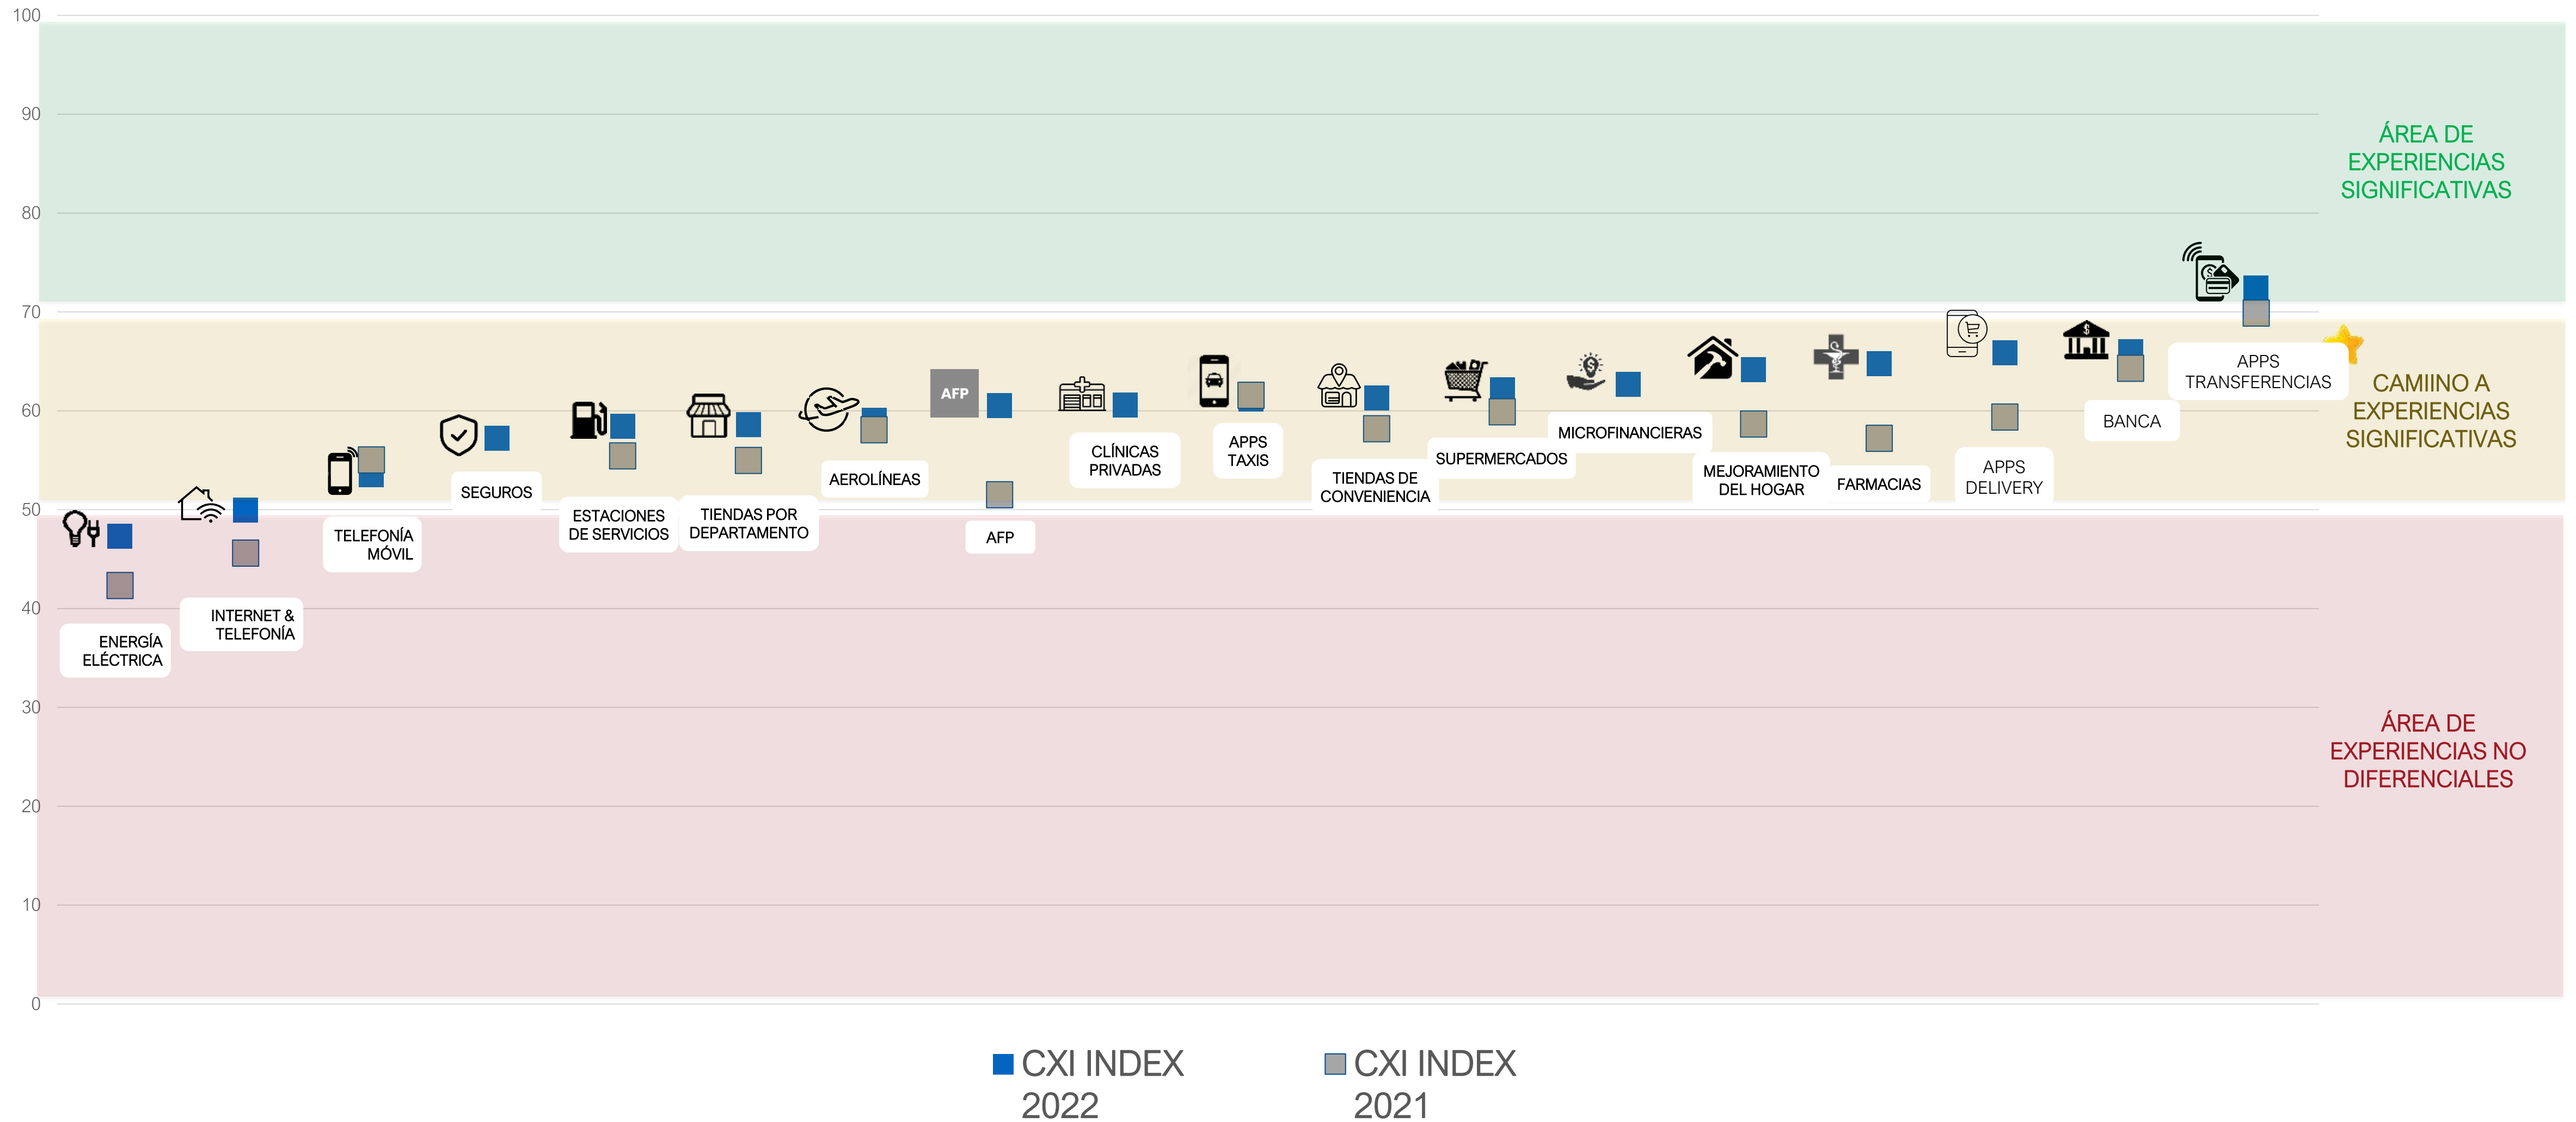 100
90
80
70
60
50
40
30
20
10
0
ÁREA DE
EXPERIENCIAS
SIGNIFICATIVAS
CAMIINO A
EXPERIENCIAS
SIGNIFICATIVAS
ÁREA DE
EXPERIENCIAS NO
DIFERENCIALES
ENERGÍA
ELÉCTRICA
INTERNET &
TELEFONÍA
TELEFONÍA
MÓVIL
SEGUROS
ESTACIONES
DE SERVICIOS
TIENDAS POR
DEPARTAMENTO
AEROLÍNEAS
AFP
AFP
CLÍNICAS
PRIVADAS
APPS
TAXIS
TIENDAS DE
CONVENIENCIA
SUPERMERCADOS
MICROFINANCIERAS
MEJORAMIENTO
DEL HOGAR
FARMACIAS
APPS
DELIVERY
BANCA
APPS
TRANSFERENCIAS
CXI INDEX
2022
CXI INDEX
2021